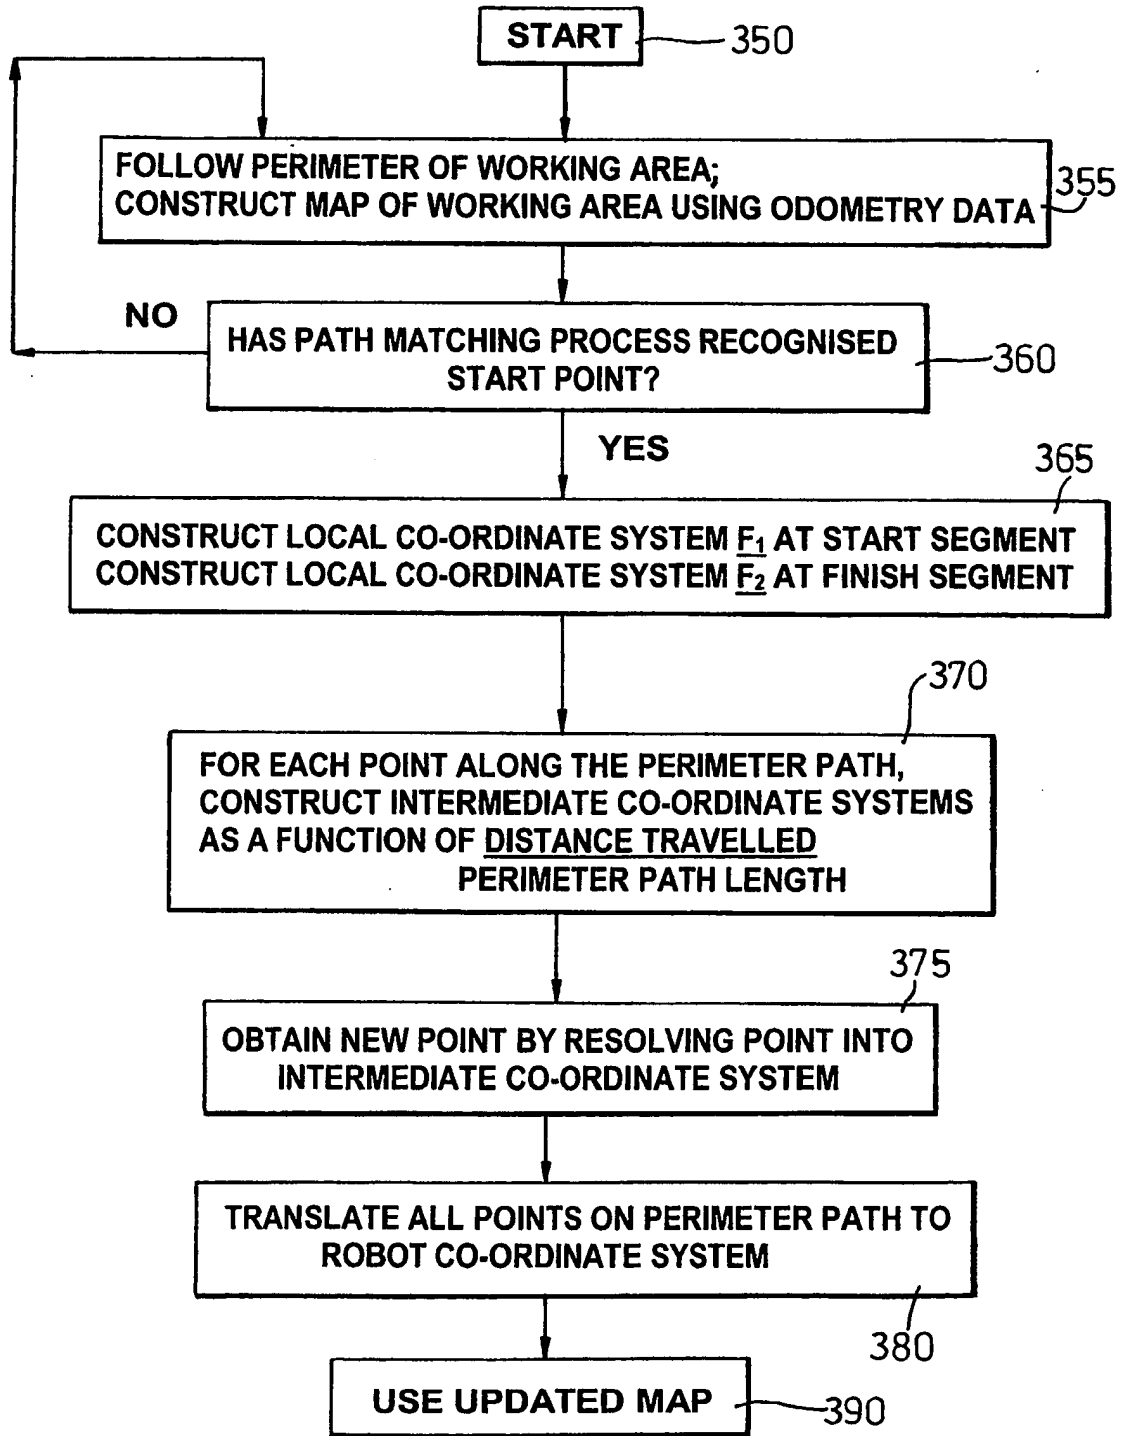 START
350
FOLLOW PERIMETER OF WORKING AREA;
CONSTRUCT MAP OF WORKING AREA USING ODOMETRY DATA
355
NO
HAS PATH MATCHING PROCESS RECOGNISED
START POINT?
360
YES
365
CONSTRUCT LOCAL CO-ORDINATE SYSTEM F1 AT START SEGMENT
CONSTRUCT LOCAL CO-ORDINATE SYSTEM F2 AT FINISH SEGMENT
370
FOR EACH POINT ALONG THE PERIMETER PATH,
CONSTRUCT INTERMEDIATE CO-ORDINATE SYSTEMS
AS A FUNCTION OF DISTANCE TRAVELLED
PERIMETER PATH LENGTH
375
OBTAIN NEW POINT BY RESOLVING POINT INTO
INTERMEDIATE CO-ORDINATE SYSTEM
TRANSLATE ALL POINTS ON PERIMETER PATH TO
ROBOT CO-ORDINATE SYSTEM
380
USE UPDATED MAP
390